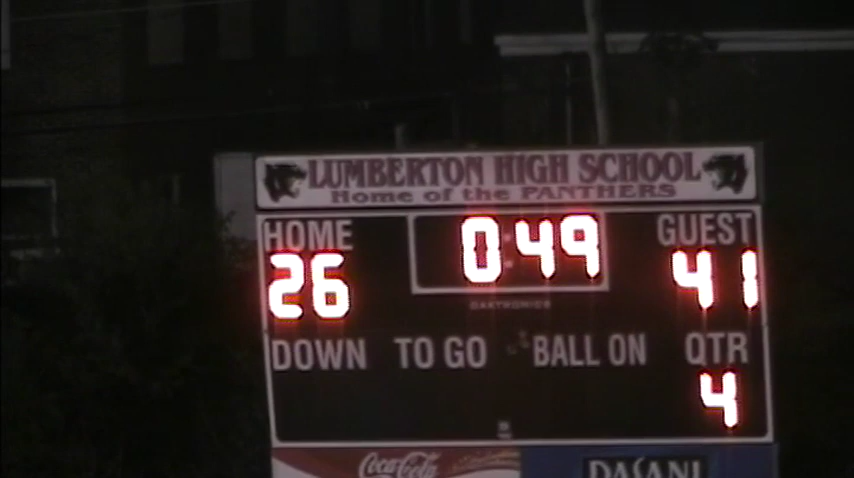 LUMBERTON HIGH SCHOOL
Home of the PANTHERS
HOME 0:49 GUEST
26 41
DAKTRONICS
DOWN TO GO BALL ON QTR
4
Coca-Cola DASANI